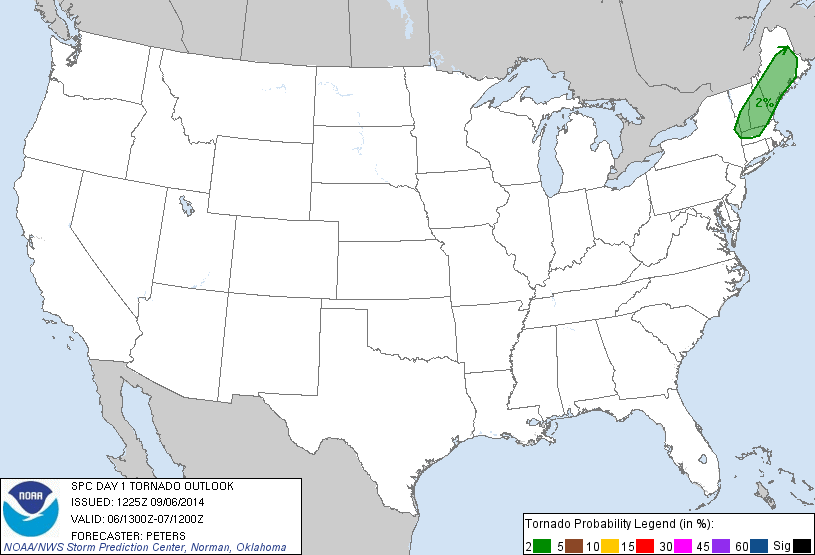 2%
NOAA
SPC DAY 1 TORNADO OUTLOOK
ISSUED: 1225Z 09/06/2014
VALID: 06/1300Z-07/1200Z
FORECASTER: PETERS
NOAA/NWS Storm Prediction Center, Norman, Oklahoma
Tornado Probability Legend (in %):
2 5 10 15 30 45 60 Sig